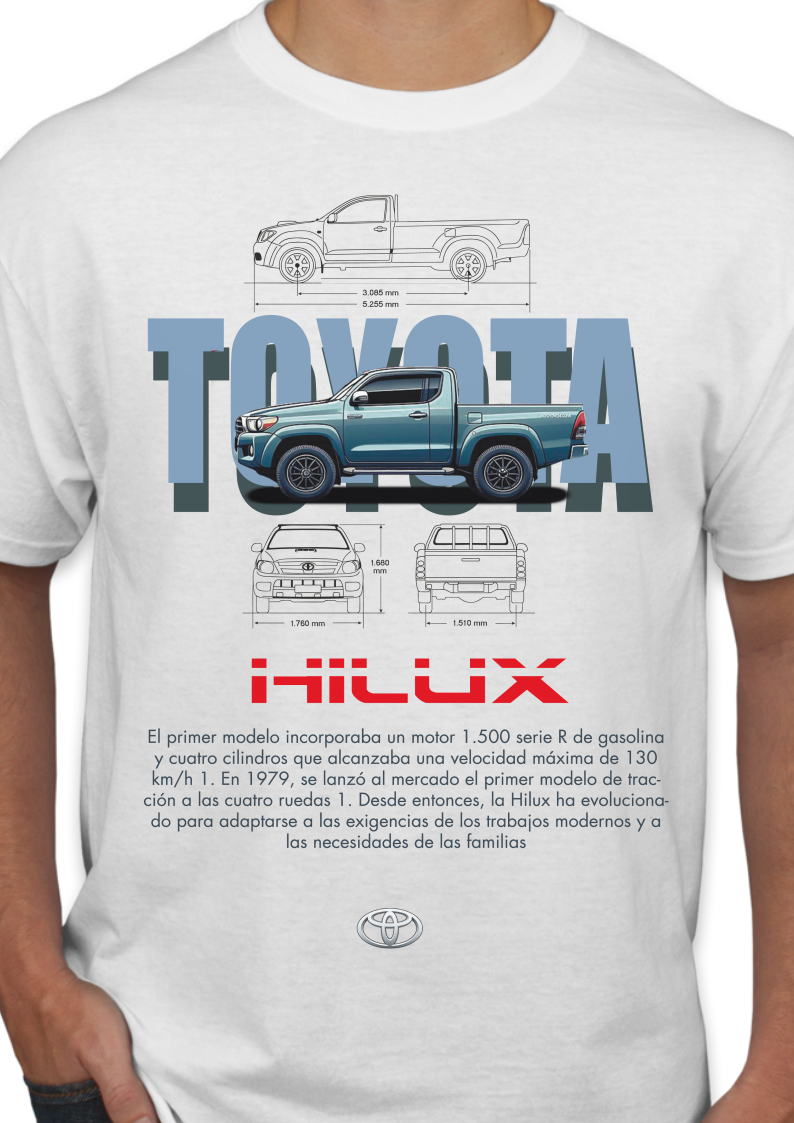 3.085 mm
5.255 mm
TOYOTA
1.680
mm
1.760 mm
1.510 mm
HILUX
El primer modelo incorporaba un motor 1.500 serie R de gasolina
y cuatro cilindros que alcanzaba una velocidad máxima de 130
km/h 1. En 1979, se lanzó al mercado el primer modelo de trac-
ción a las cuatro ruedas 1. Desde entonces, la Hilux ha evoluciona-
do para adaptarse a las exigencias de los trabajos modernos y a
las necesidades de las familias